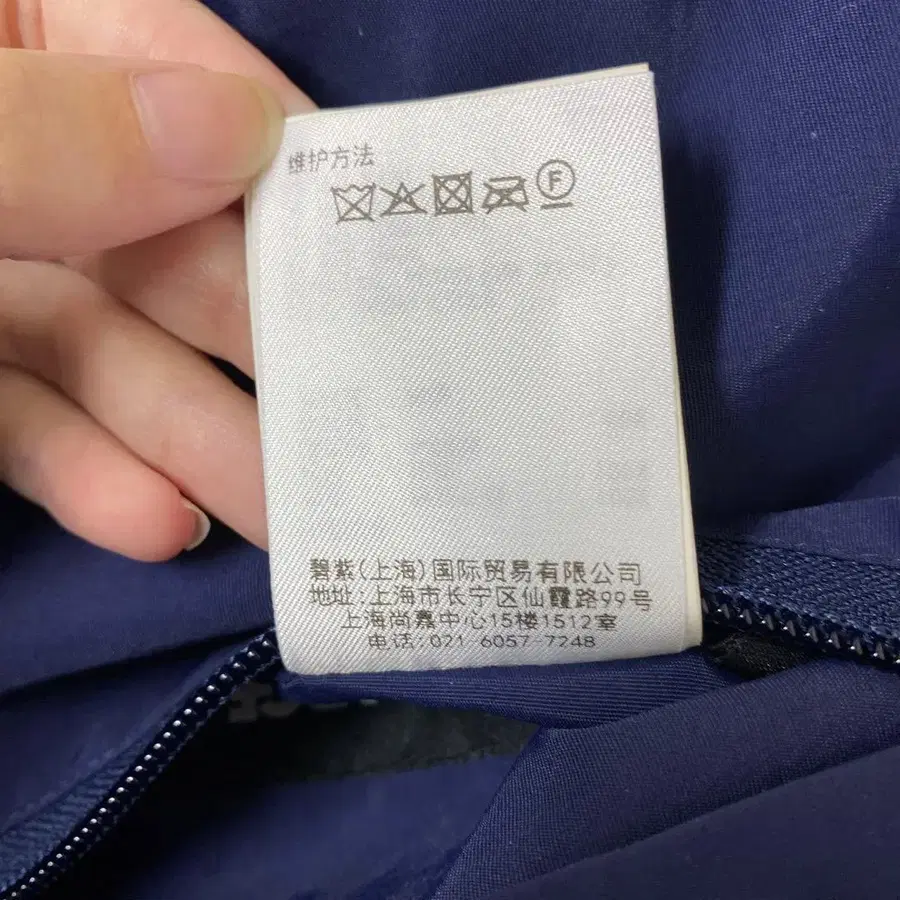 维护方法
F
碧紫(上海)国际贸易有限公司
地址:上海市长宁区仙霞路99号
上海尚嘉中心15楼1512室
电话:021-6057-7248